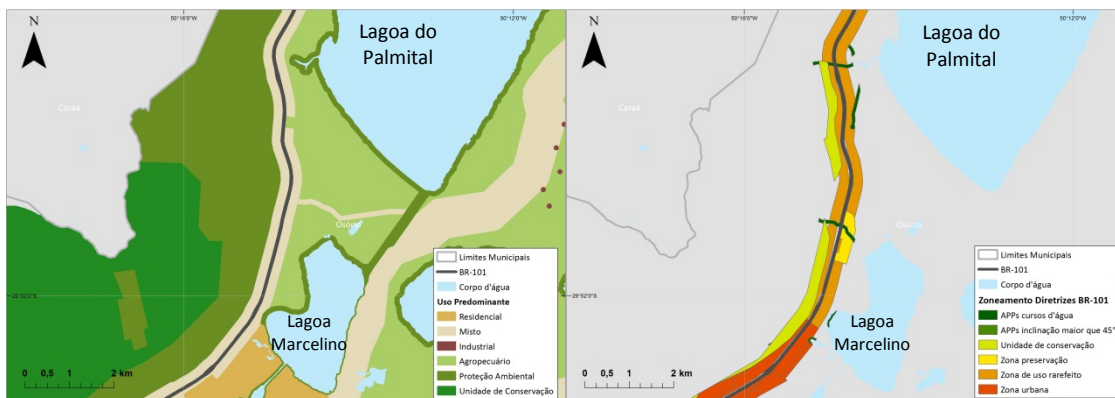 50°16'0"W
50°12'0"W
N
Lagoa do
Palmital
Caraá
Osório
29°52'0"S
Lagoa
Marcelino
0 0,5 1 2 km
Limites Municipais
BR-101
Corpo d'água
Uso Predominante
Residencial
Misto
Industrial
Agropecuário
Proteção Ambiental
Unidade de Conservação
50°16'0"W
50°12'0"W
N
Lagoa do
Palmital
Caraá
Osório
29°52'0"S
Lagoa
Marcelino
0 0,5 1 2 km
Limites Municipais
BR-101
Corpo d'água
Zoneamento Diretrizes BR-101
APPs cursos d'água
APPs inclinação maior que 45°
Unidade de conservação
Zona preservação
Zona de uso rarefeito
Zona urbana